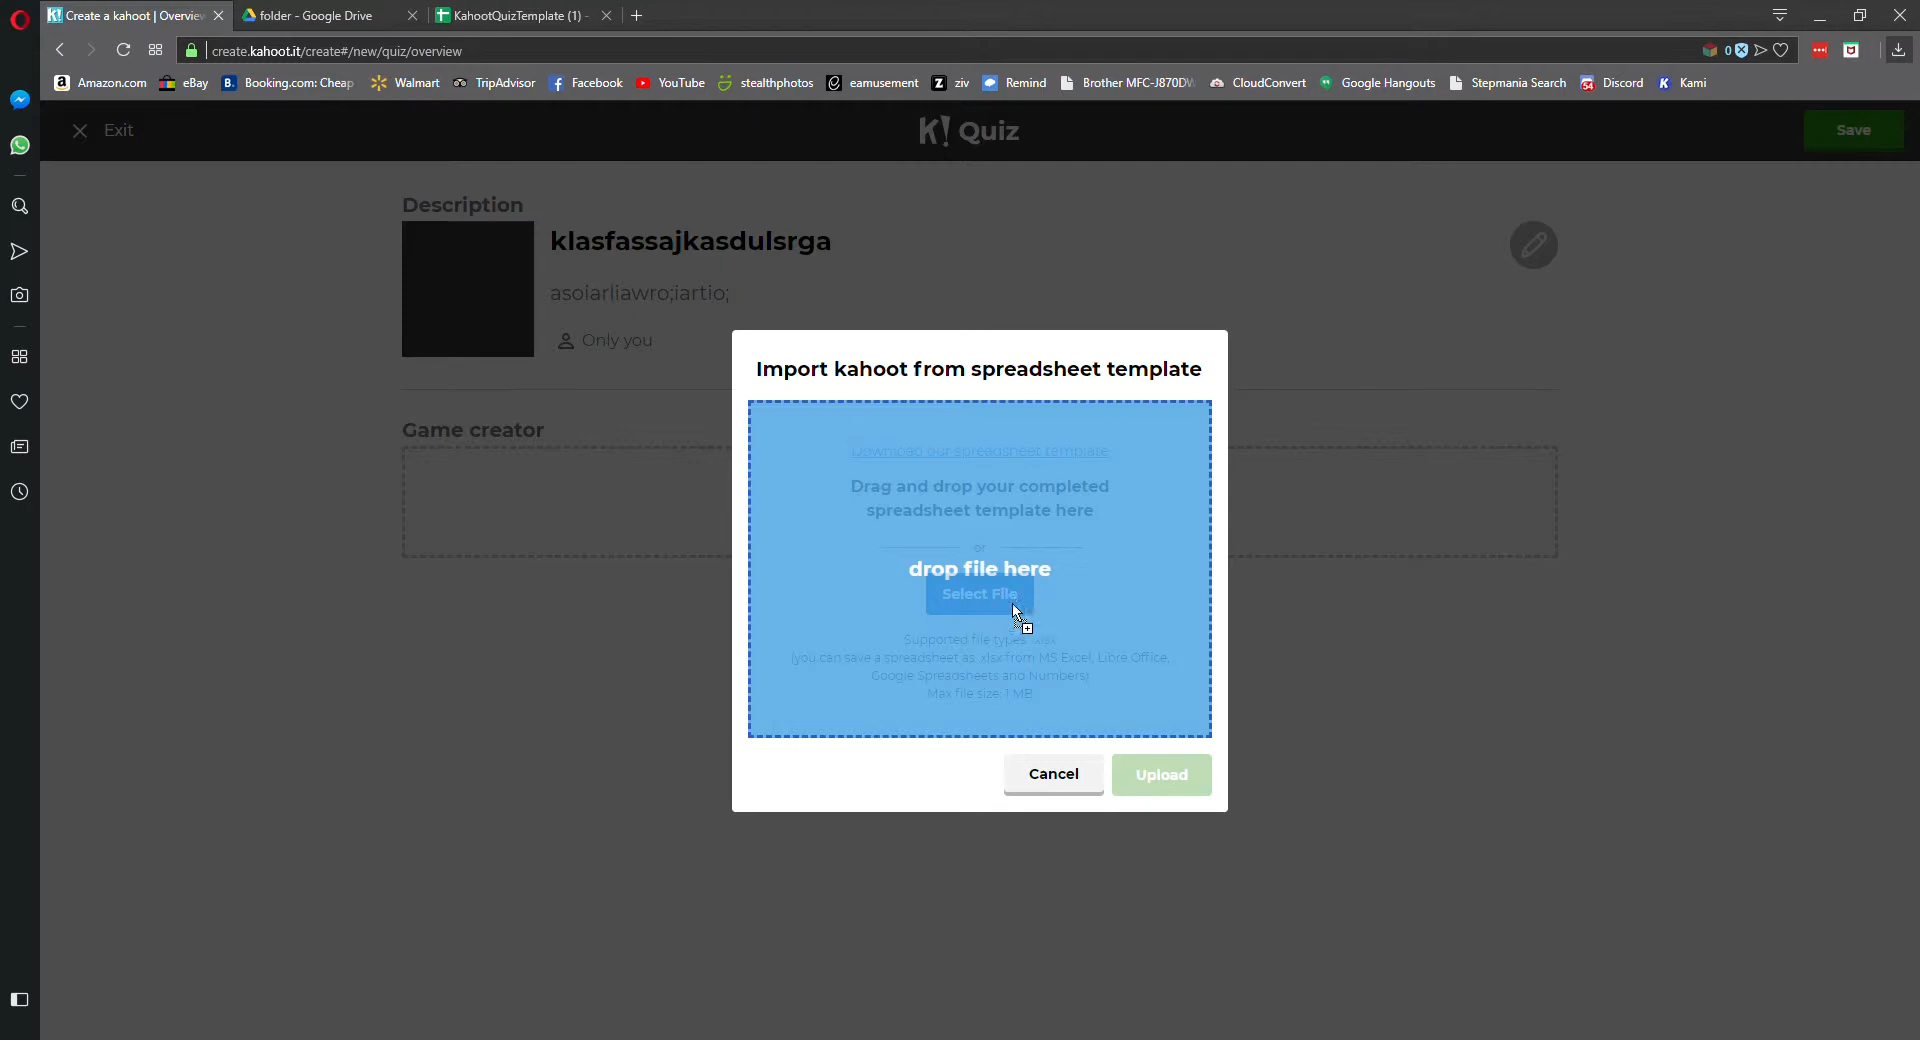 Create a kahoot | Overview
folder - Google Drive
KahootQuizTemplate (1) -
create.kahoot.it/create#/new/quiz/overview
0
Amazon.com
eBay
Booking.com: Cheap
Walmart
TripAdvisor
Facebook
YouTube
stealthphotos
eamusement
ziv
Remind
Brother MFC-J870DW
CloudConvert
Google Hangouts
Stepmania Search
Discord
Kami
Exit
K! Quiz
Save
Description
klasfassajkasdulsrga
asoiarliawro;iartio;
Only you
Game creator
Import kahoot from spreadsheet template
Download our spreadsheet template
Drag and drop your completed
spreadsheet template here
or
drop file here
Select File
Supported file types: .xlsx
(you can save a spreadsheet as .xlsx from MS Excel, Libre Office,
Google Spreadsheets and Numbers)
Max file size: 1 MB
Cancel
Upload